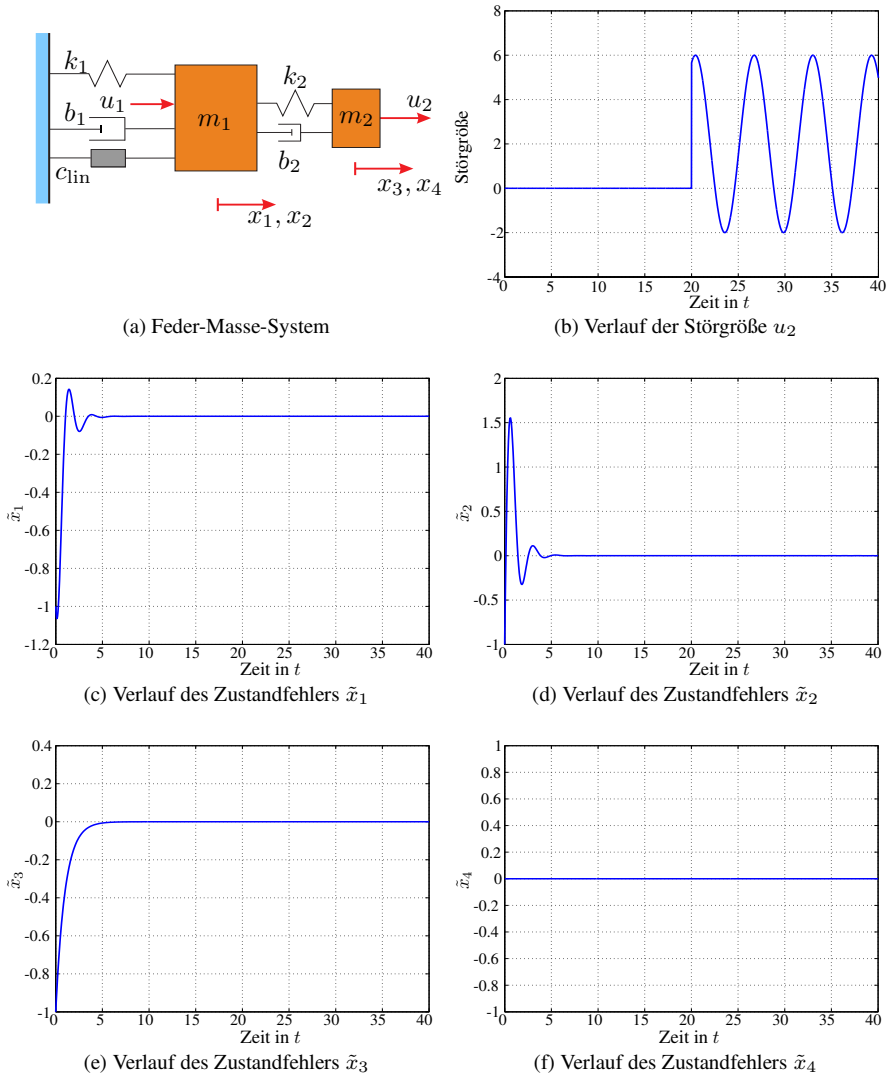 k₁
u₁
b₁
c_lin
m₁
k₂
b₂
m₂
u₂
x₃, x₄
x₁, x₂
(a) Feder-Masse-System
8
6
4
2
0
-2
-4
Störgröße
0 5 10 15 20 25 30 35 40
Zeit in t
(b) Verlauf der Störgröße u₂
0.2
0
-0.2
-0.4
-0.6
-0.8
-1
-1.2
x̃₁
0 5 10 15 20 25 30 35 40
Zeit in t
(c) Verlauf des Zustandfehlers x̃₁
2
1.5
1
0.5
0
-0.5
-1
x̃₂
0 5 10 15 20 25 30 35 40
Zeit in t
(d) Verlauf des Zustandfehlers x̃₂
0.4
0.2
0
-0.2
-0.4
-0.6
-0.8
-1
x̃₃
0 5 10 15 20 25 30 35 40
Zeit in t
(e) Verlauf des Zustandfehlers x̃₃
1
0.8
0.6
0.4
0.2
0
-0.2
-0.4
-0.6
-0.8
-1
x̃₄
0 5 10 15 20 25 30 35 40
Zeit in t
(f) Verlauf des Zustandfehlers x̃₄